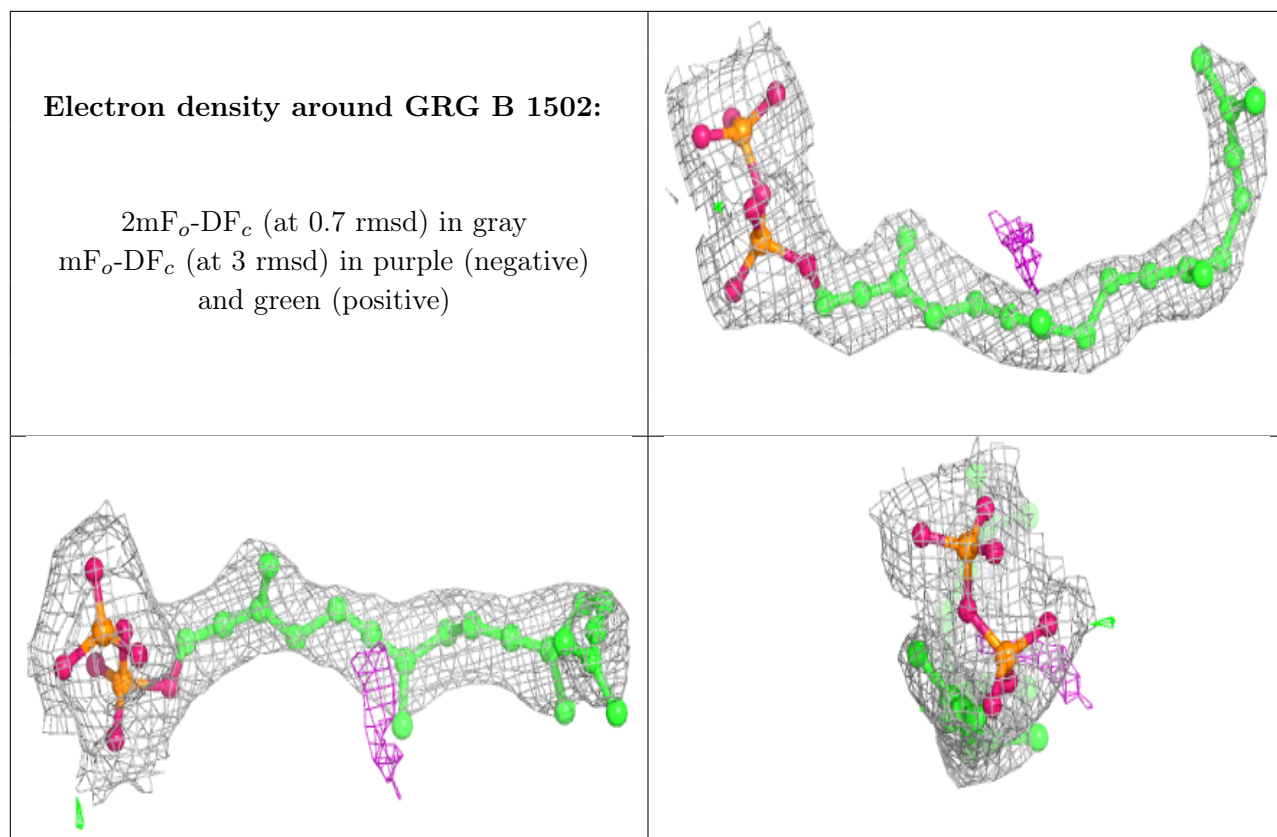 Electron density around GRG B 1502:
2mFo-DFc (at 0.7 rmsd) in gray
mFo-DFc (at 3 rmsd) in purple (negative)
and green (positive)